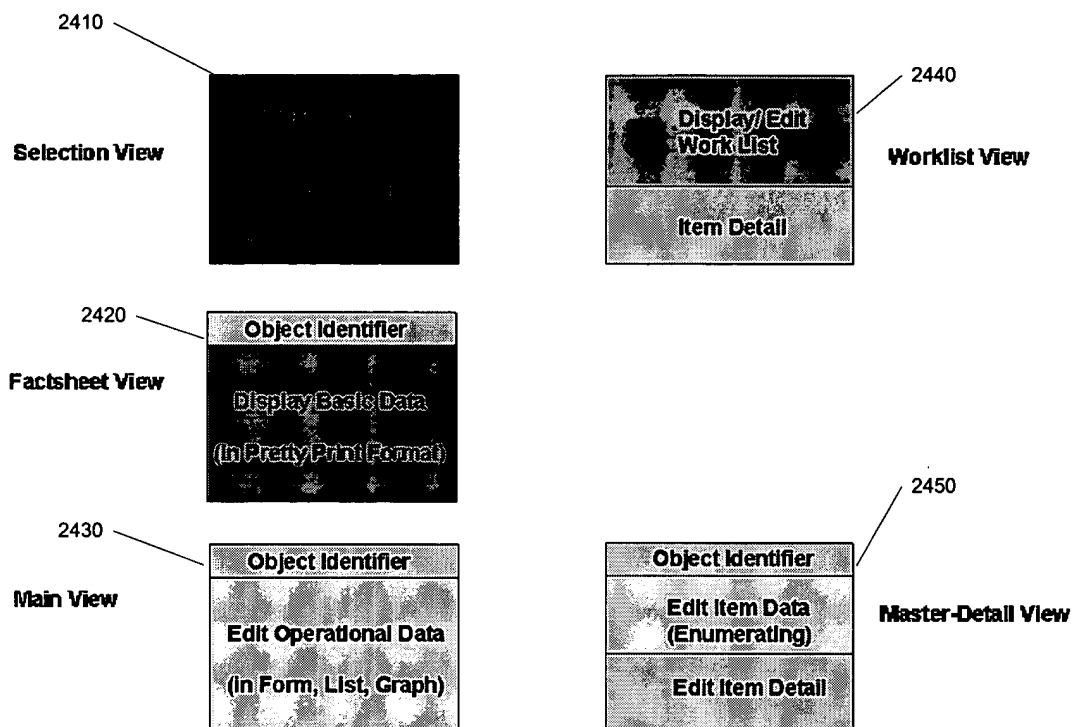 2410
Selection View
2440
Display/ Edit
Work List
Item Detail
Worklist View
2420
Factsheet View
Object Identifier
Display Basic Data
(In Pretty Print Format)
2430
Main View
Object Identifier
Edit Operational Data
(In Form, List, Graph)
2450
Object Identifier
Edit Item Data
(Enumerating)
Edit Item Detail
Master-Detail View